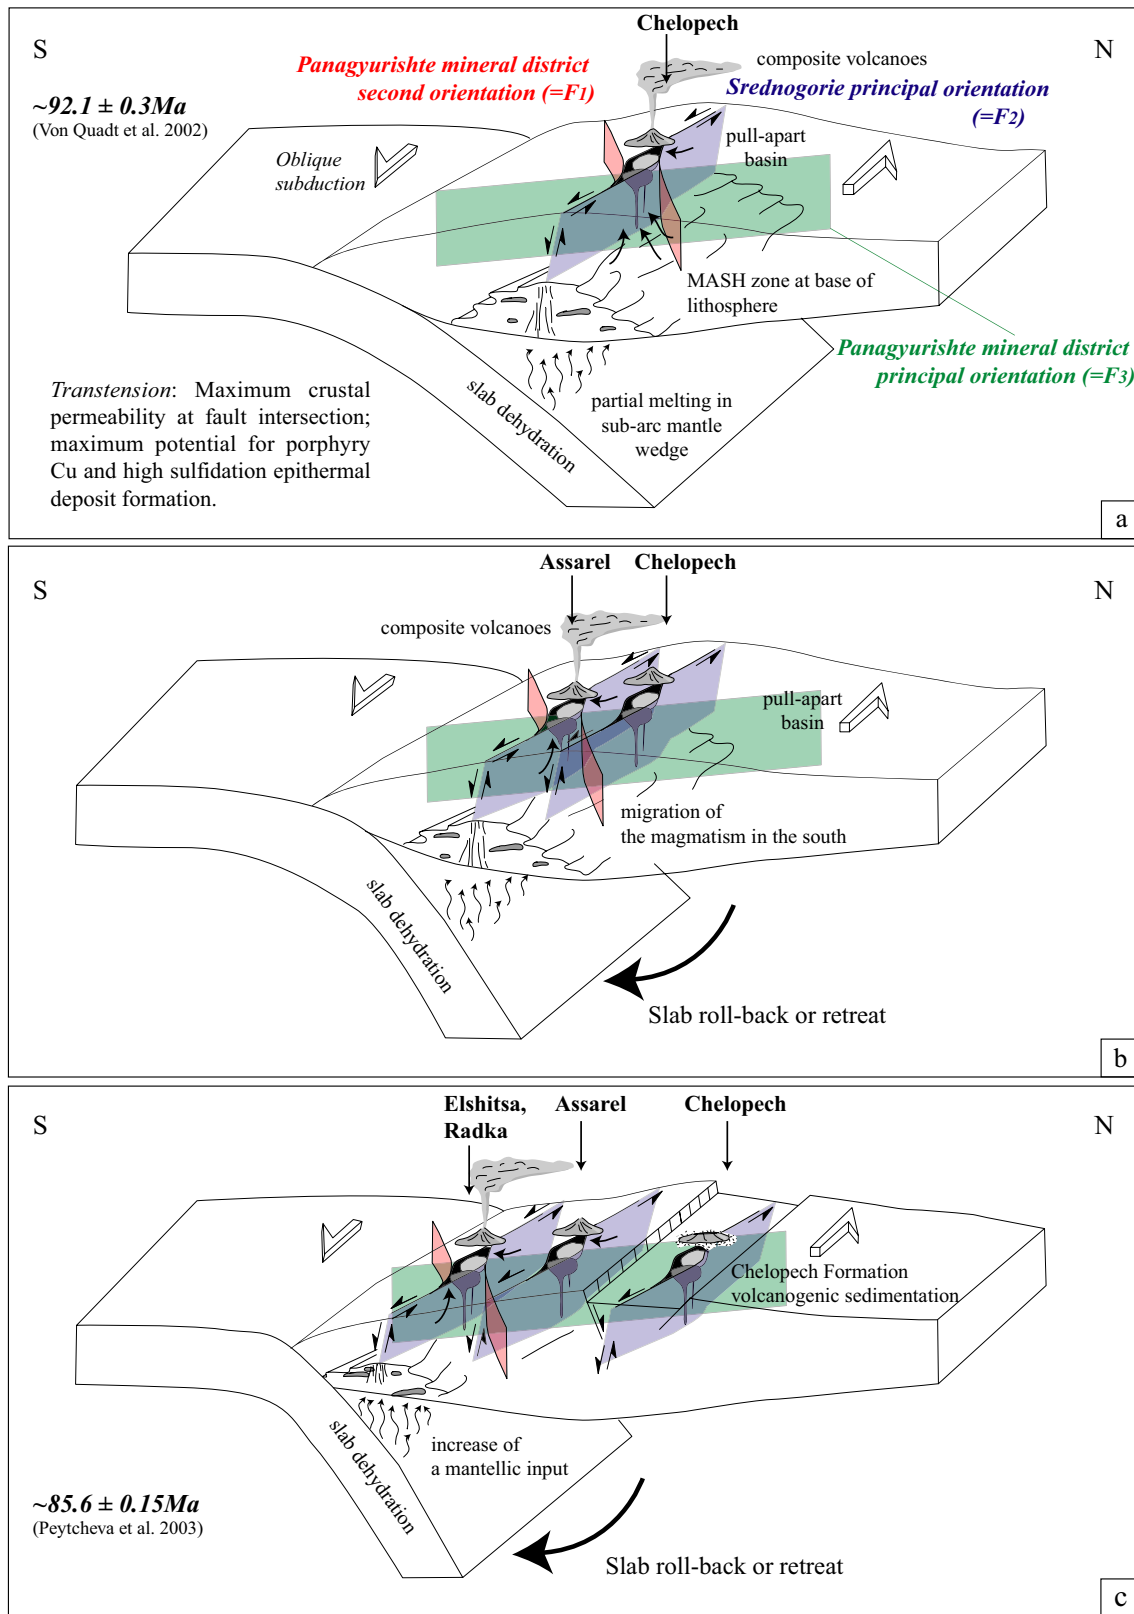 Chelopech
S
N
composite volcanoes
Panagyurishte mineral district
second orientation (=F1)
Srednogorie principal orientation
(=F2)
~92.1 ± 0.3Ma
(Von Quadt et al. 2002)
pull-apart
basin
Oblique
subduction
MASH zone at base of
lithosphere
Panagyurishte mineral district
principal orientation (=F3)
Transtension: Maximum crustal
permeability at fault intersection;
maximum potential for porphyry
Cu and high sulfidation epithermal
deposit formation.
slab dehydration
partial melting in
sub-arc mantle
wedge
a
Assarel
Chelopech
S
N
composite volcanoes
pull-apart
basin
migration of
the magmatism in the south
slab dehydration
Slab roll-back or retreat
b
Elshitsa,
Radka
Assarel
Chelopech
S
N
Chelopech Formation
volcanogenic sedimentation
slab dehydration
increase of
a mantellic input
~85.6 ± 0.15Ma
(Peytcheva et al. 2003)
Slab roll-back or retreat
c